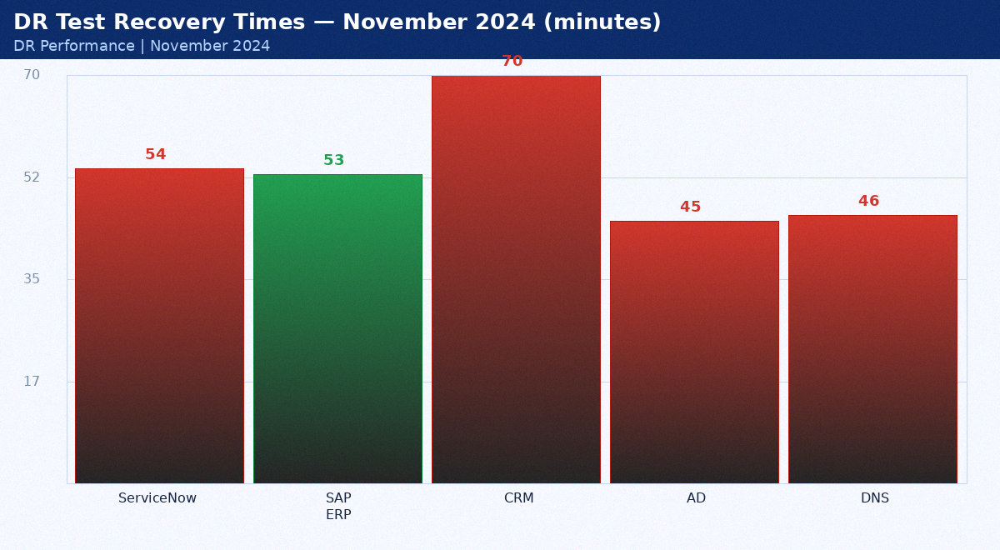 DR Test Recovery Times — November 2024 (minutes)
DR Performance | November 2024
70
70
54
53
52
46
45
35
17
ServiceNow
SAP
ERP
CRM
AD
DNS